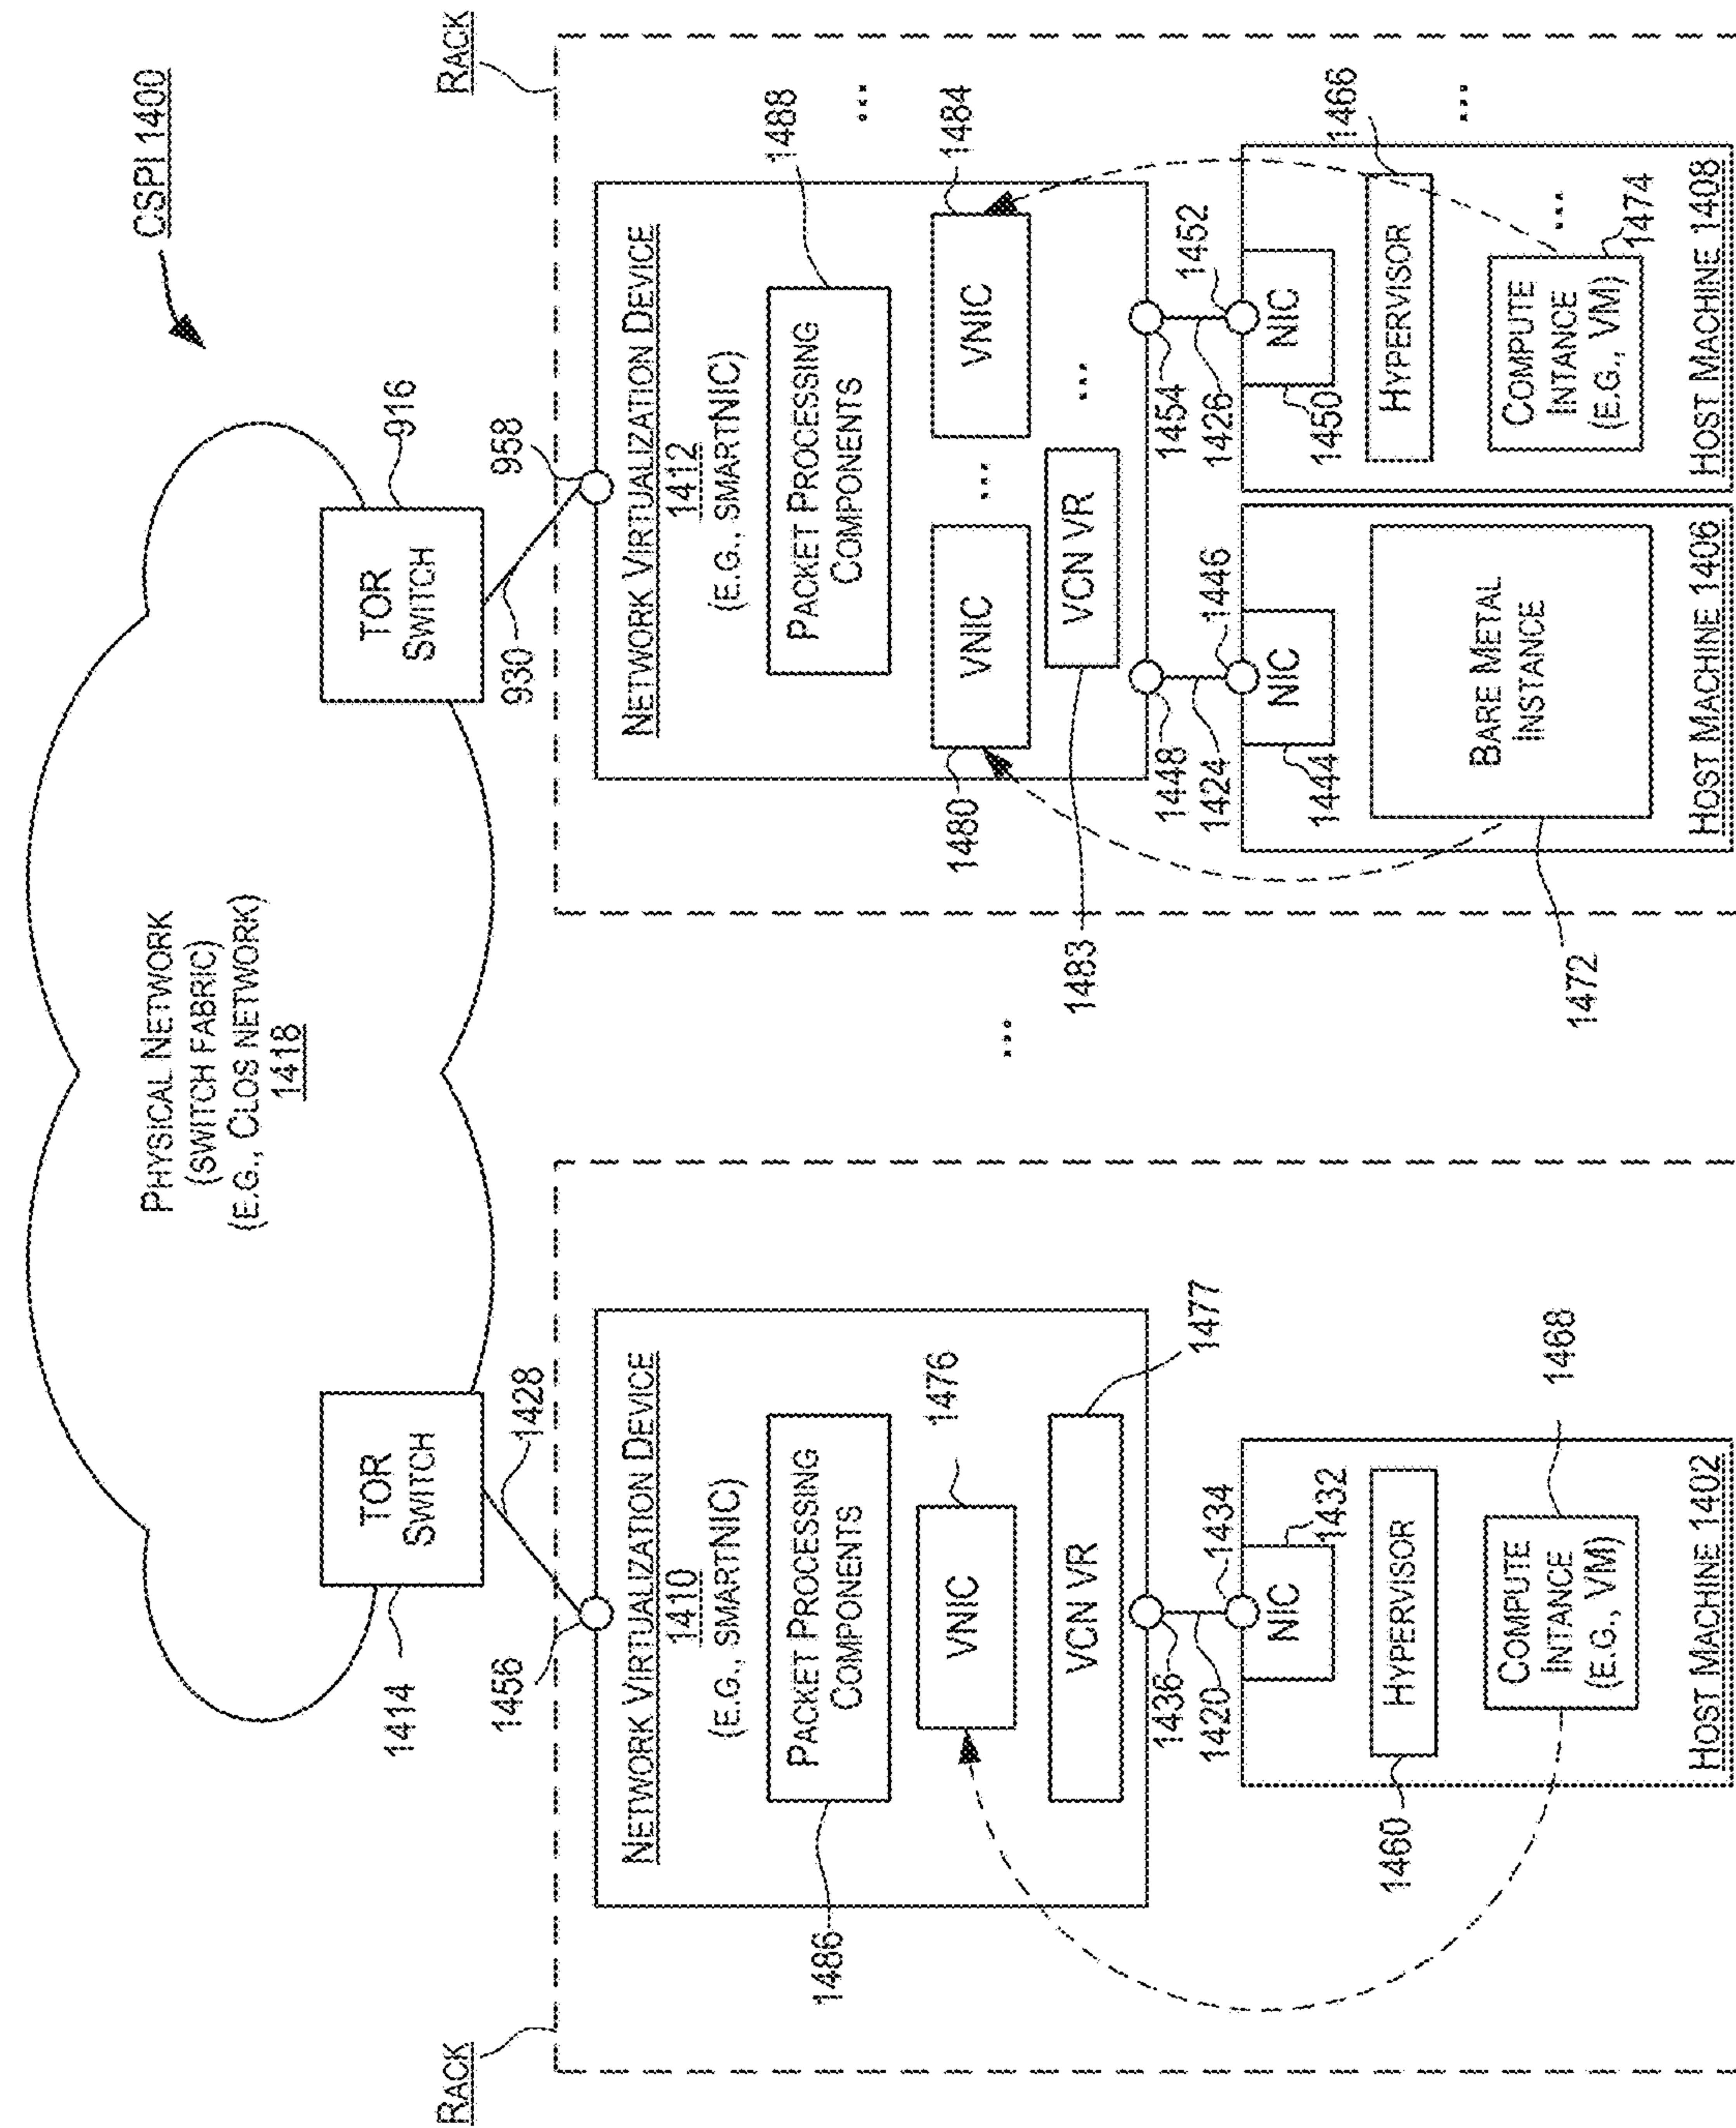 CSPI 1400
PHYSICAL NETWORK
(SWITCH FABRIC)
(E.G., CLOS NETWORK)
1418
TOR
SWITCH
1414
TOR
SWITCH
916
RACK
1456
1428
930
958
RACK
NETWORK VIRTUALIZATION DEVICE
1410
(E.G., SMARTNIC)
PACKET PROCESSING
COMPONENTS
1486
VNIC
1476
VCN VR
1477
1436
1420
1434
NIC
1432
HYPERVISOR
1460
COMPUTE
INTANCE
(E.G., VM)
1468
HOST MACHINE 1402
...
NETWORK VIRTUALIZATION DEVICE
1412
(E.G., SMARTNIC)
PACKET PROCESSING
COMPONENTS
1488
...
VNIC
1480
...
VNIC
1484
VCN VR
1483
...
1448
1424
1446
1454
1426
1452
NIC
1444
BARE METAL
INSTANCE
1472
HOST MACHINE 1406
NIC
1450
HYPERVISOR
1466
COMPUTE
INTANCE
(E.G., VM)
...
1474
HOST MACHINE 1408
...